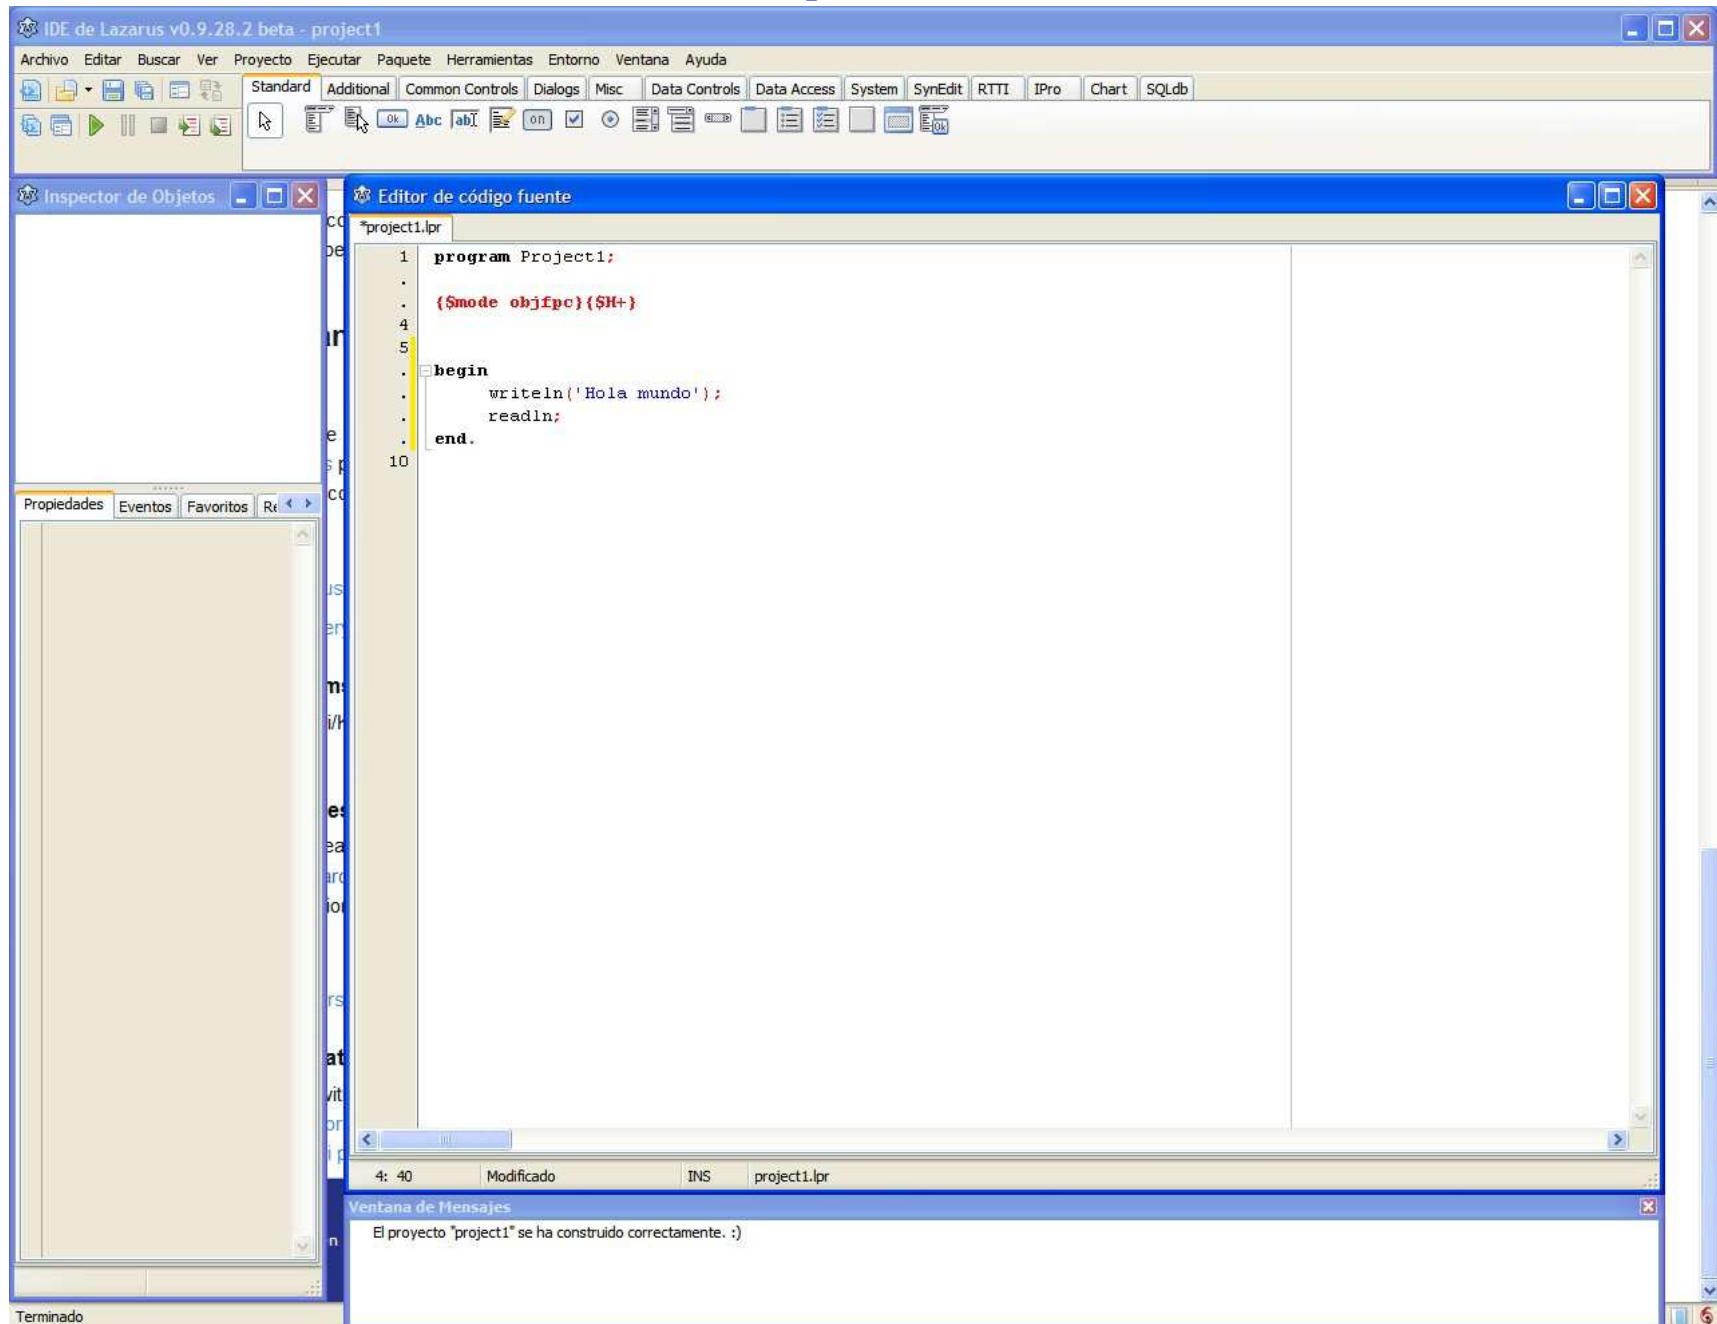 IDE de Lazarus v0.9.28.2 beta - project1
Archivo Editar Buscar Ver Proyecto Ejecutar Paquete Herramientas Entorno Ventana Ayuda
Standard Additional Common Controls Dialogs Misc Data Controls Data Access System SynEdit RTTI IPro Chart SQLdb
Ok Abc abI on Ok
Inspector de Objetos
Propiedades Eventos Favoritos Re
Editor de código fuente
*project1.lpr
1 program Project1;
.
. {$mode objfpc}{$H+}
4
5
. begin
. writeln('Hola mundo');
. readln;
. end.
10
4: 40 Modificado INS project1.lpr
Ventana de Mensajes
El proyecto "project1" se ha construido correctamente. :)
Terminado